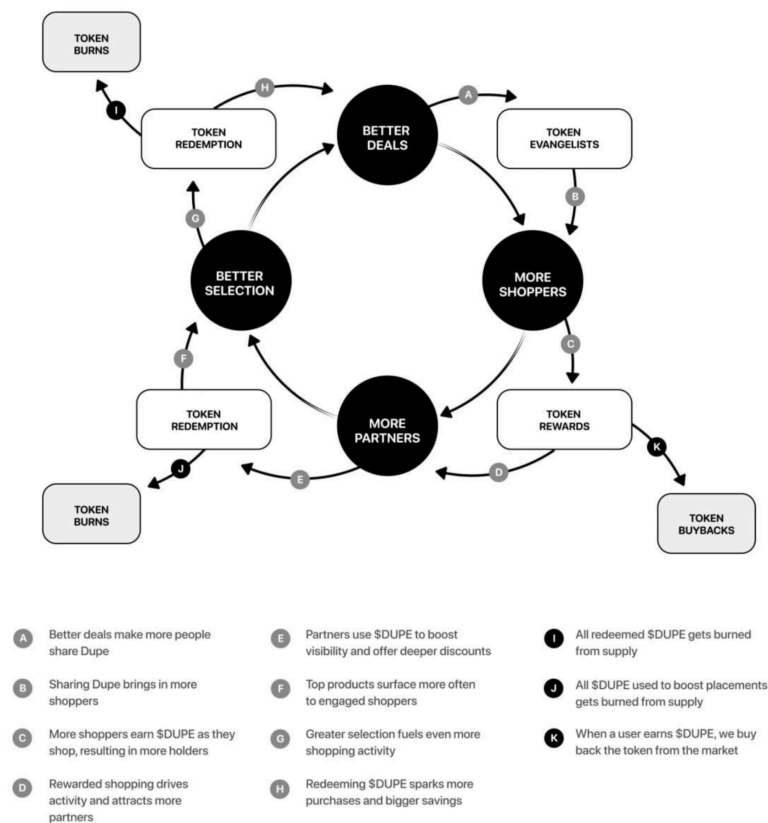 TOKEN
BURNS
H
A
I
BETTER
DEALS
TOKEN
REDEMPTION
TOKEN
EVANGELISTS
B
G
BETTER
SELECTION
MORE
SHOPPERS
C
F
TOKEN
REDEMPTION
MORE
PARTNERS
TOKEN
REWARDS
K
J
E
D
TOKEN
BURNS
TOKEN
BUYBACKS
A Better deals make more people
share Dupe
B Sharing Dupe brings in more
shoppers
C More shoppers earn $DUPE as they
shop, resulting in more holders
D Rewarded shopping drives
activity and attracts more
partners
E Partners use $DUPE to boost
visibility and offer deeper discounts
F Top products surface more often
to engaged shoppers
G Greater selection fuels even more
shopping activity
H Redeeming $DUPE sparks more
purchases and bigger savings
I All redeemed $DUPE gets burned
from supply
J All $DUPE used to boost placements
gets burned from supply
K When a user earns $DUPE, we buy
back the token from the market